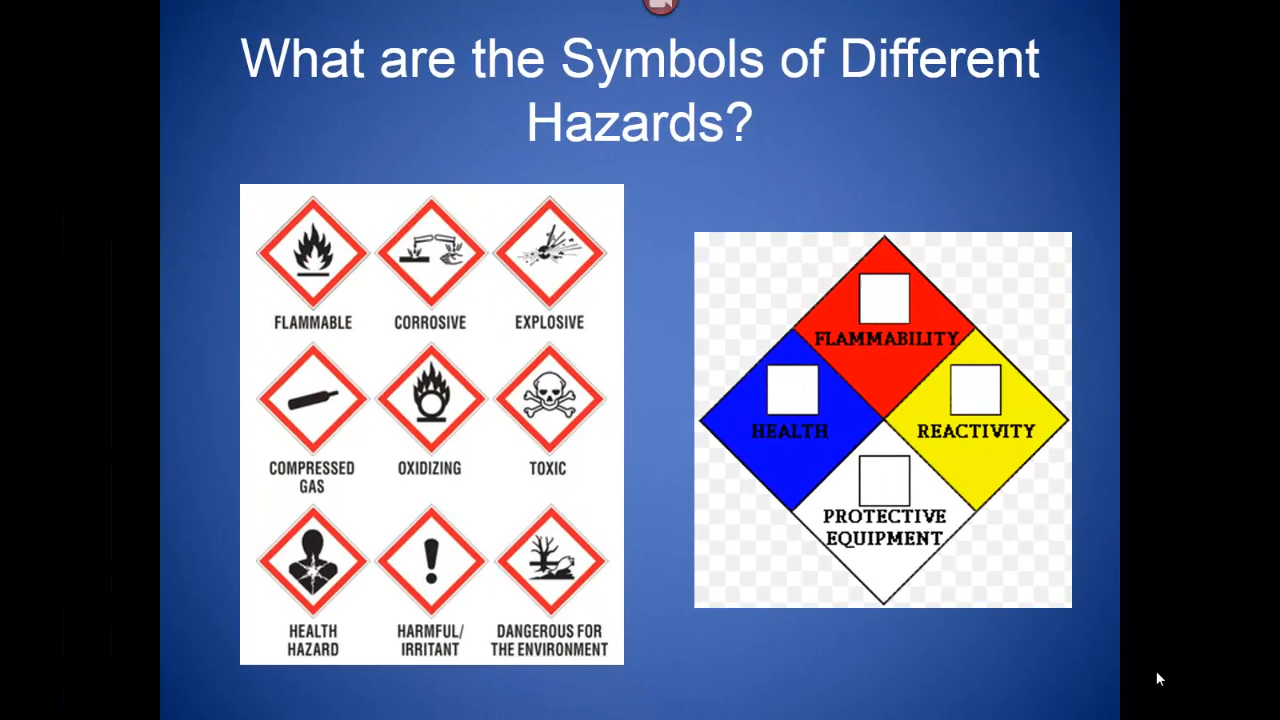 What are the Symbols of Different
Hazards?
FLAMMABLE
CORROSIVE
EXPLOSIVE
COMPRESSED
GAS
OXIDIZING
TOXIC
HEALTH
HAZARD
HARMFUL/
IRRITANT
DANGEROUS FOR
THE ENVIRONMENT
FLAMMABILITY
HEALTH
REACTIVITY
PROTECTIVE
EQUIPMENT